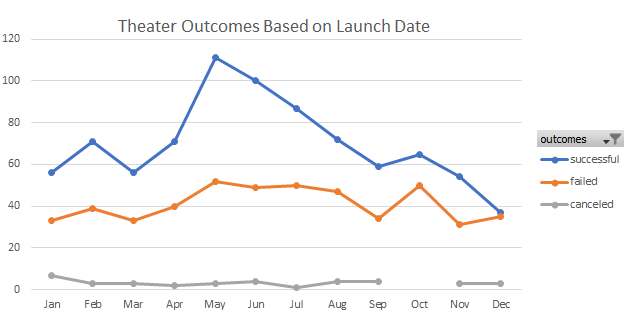 Theater Outcomes Based on Launch Date
120
100
80
60
40
20
0
Jan Feb Mar Apr May Jun Jul Aug Sep Oct Nov Dec
outcomes
successful
failed
canceled